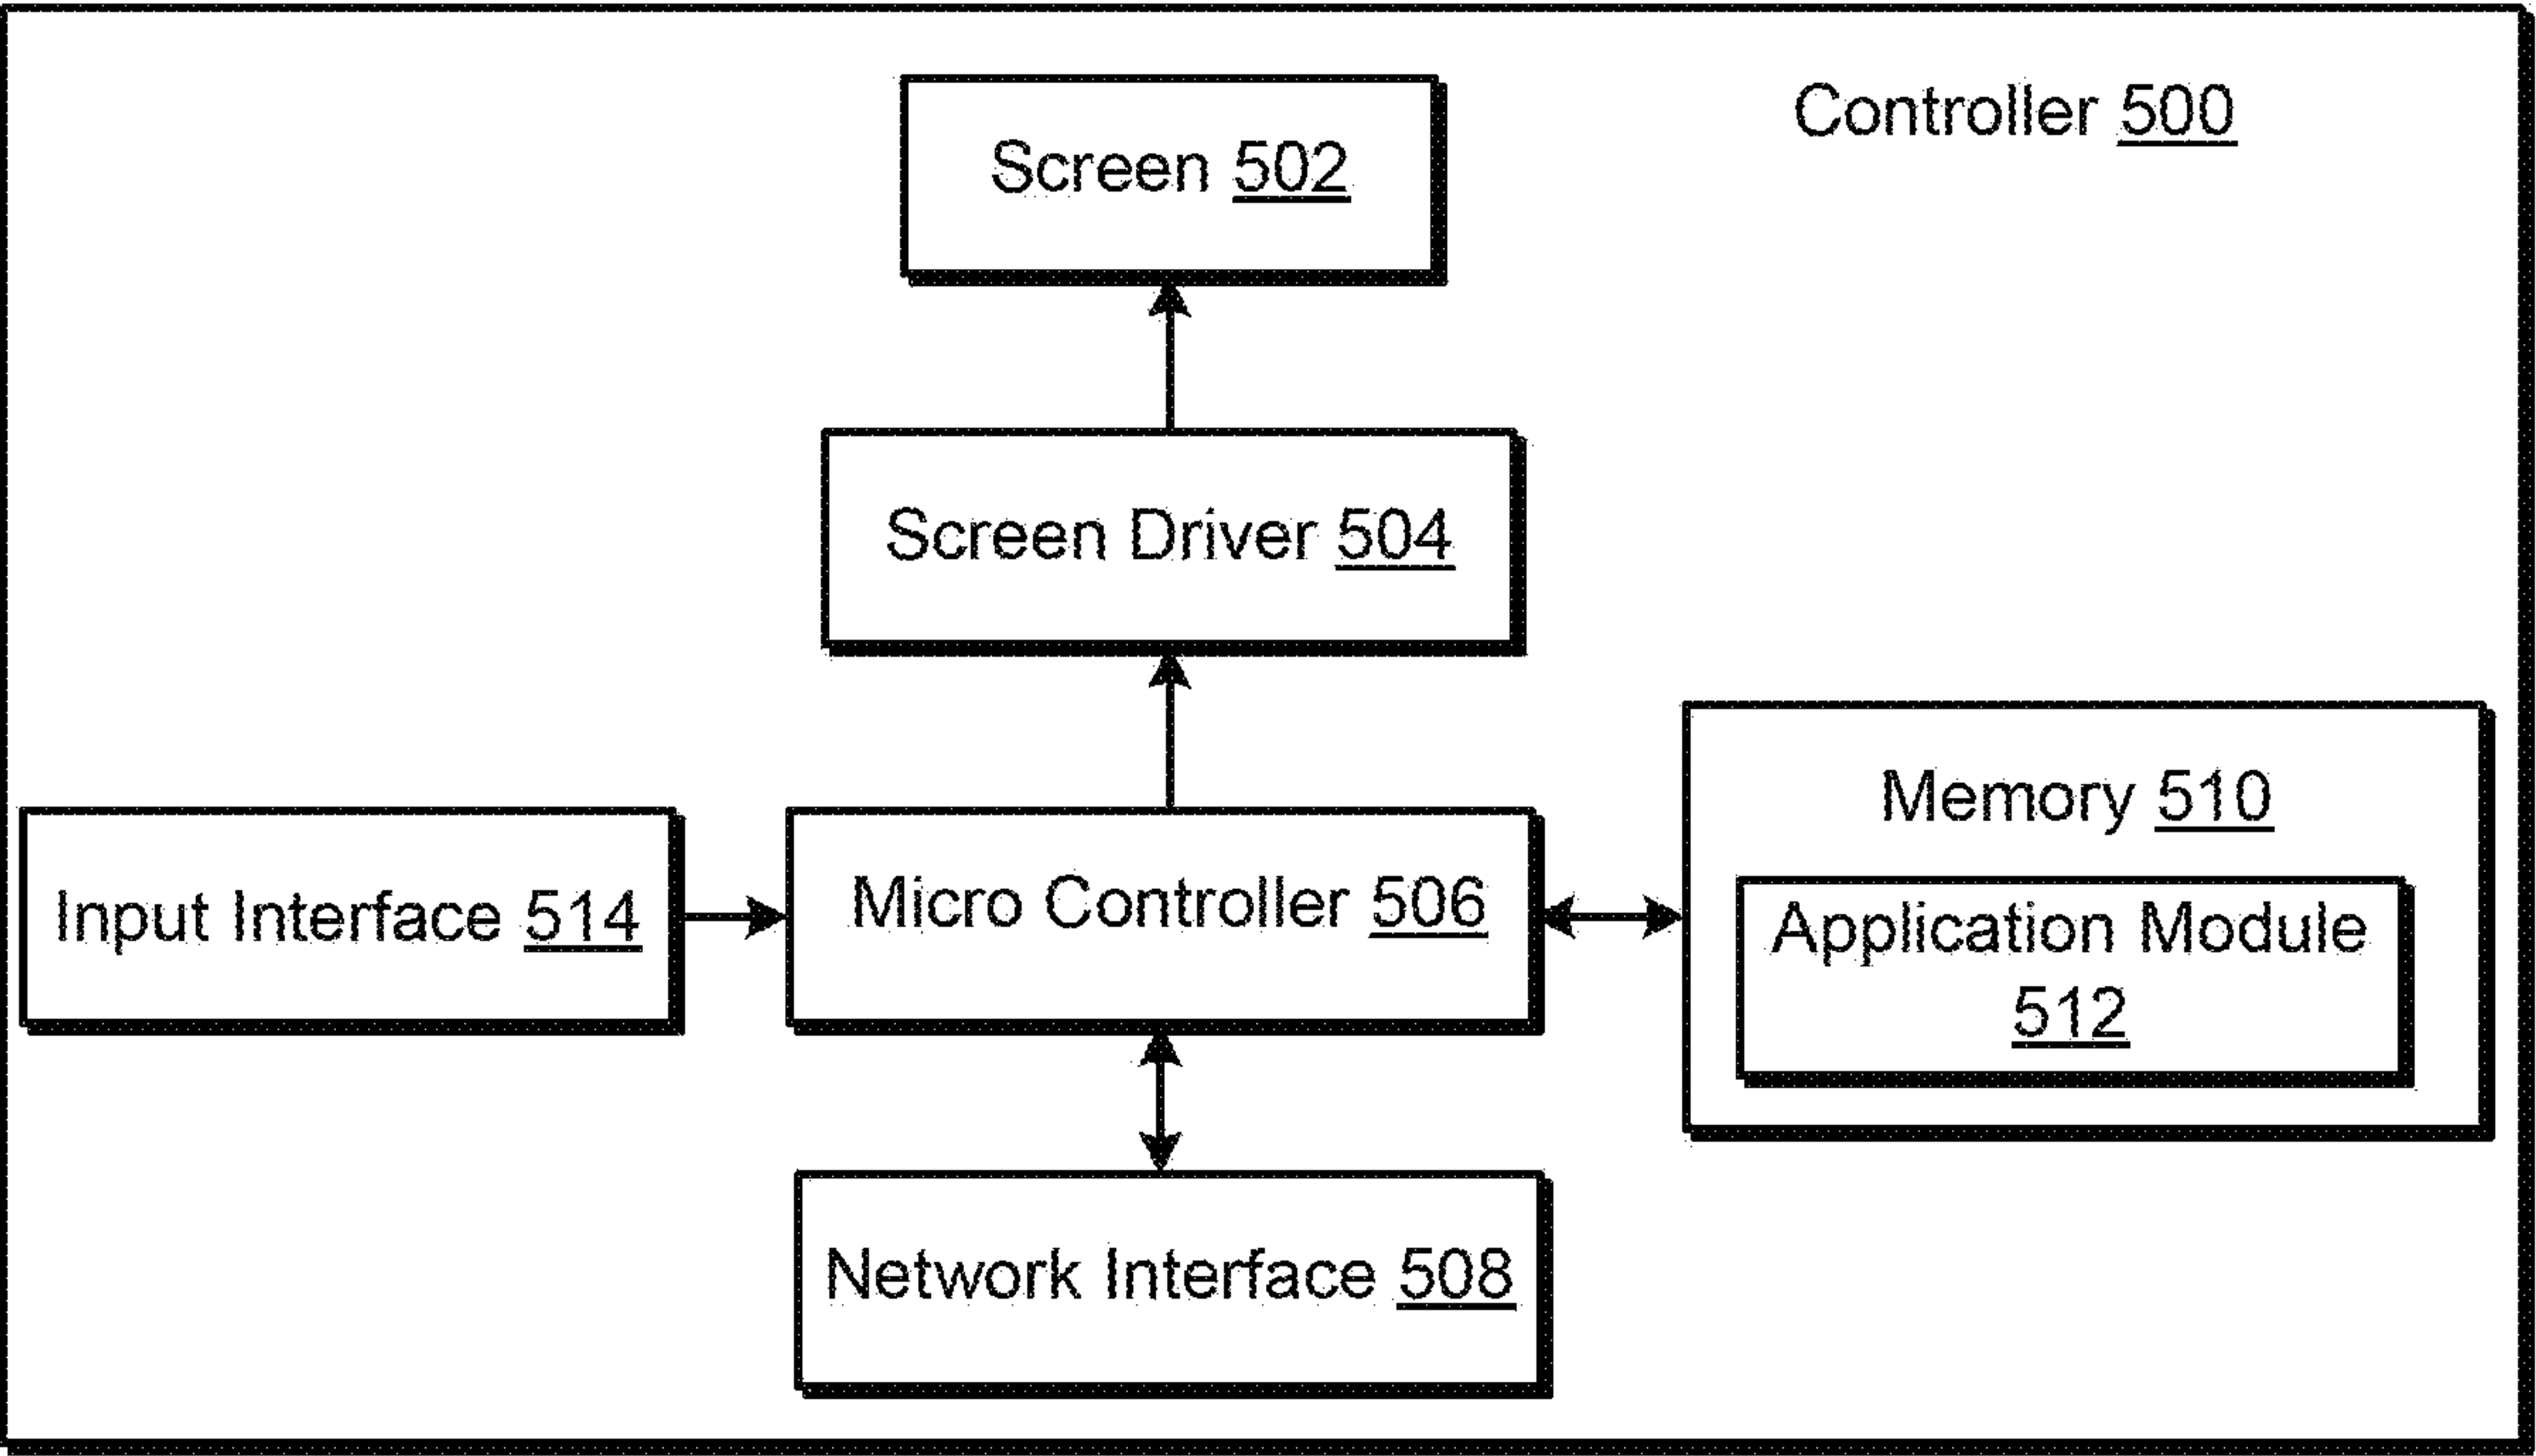 Controller 500
Screen 502
Screen Driver 504
Memory 510
Input Interface 514
Micro Controller 506
Application Module
512
Network Interface 508